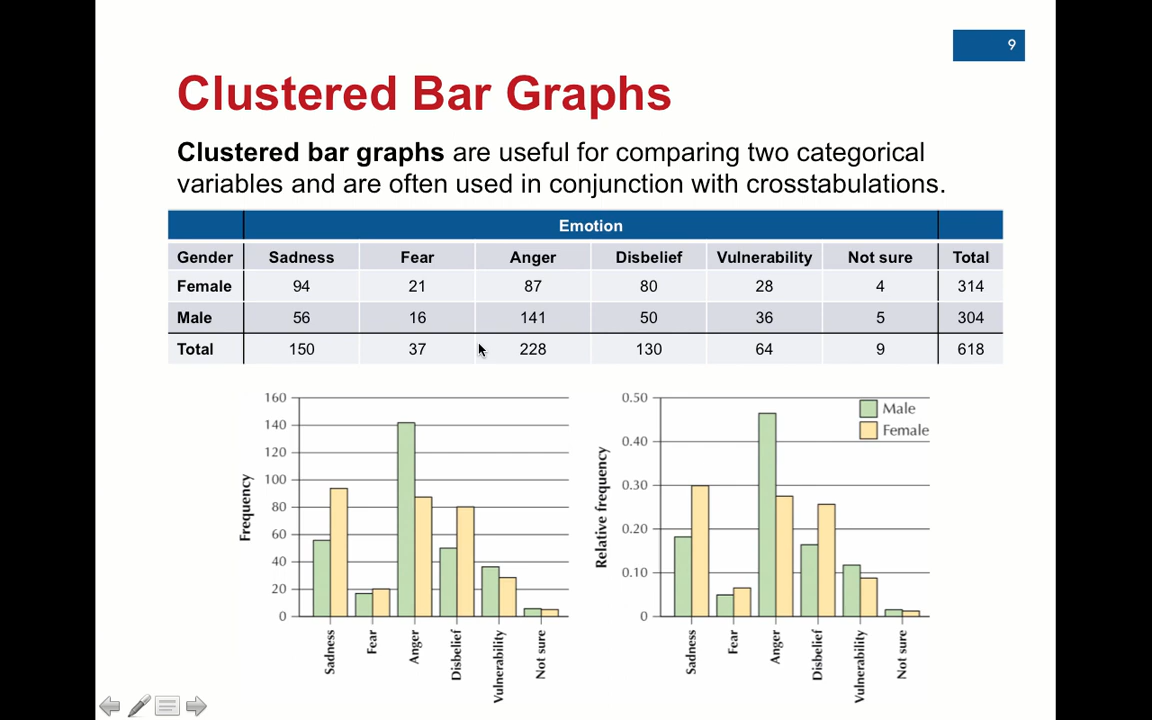 9
Clustered Bar Graphs
Clustered bar graphs are useful for comparing two categorical
variables and are often used in conjunction with crosstabulations.
Emotion
Gender Sadness Fear Anger Disbelief Vulnerability Not sure Total
Female 94 21 87 80 28 4 314
Male 56 16 141 50 36 5 304
Total 150 37 228 130 64 9 618
Frequency
160
140
120
100
80
60
40
20
0
Sadness Fear Anger Disbelief Vulnerability Not sure
Relative frequency
0.50
0.40
0.30
0.20
0.10
0
Male
Female
Sadness Fear Anger Disbelief Vulnerability Not sure